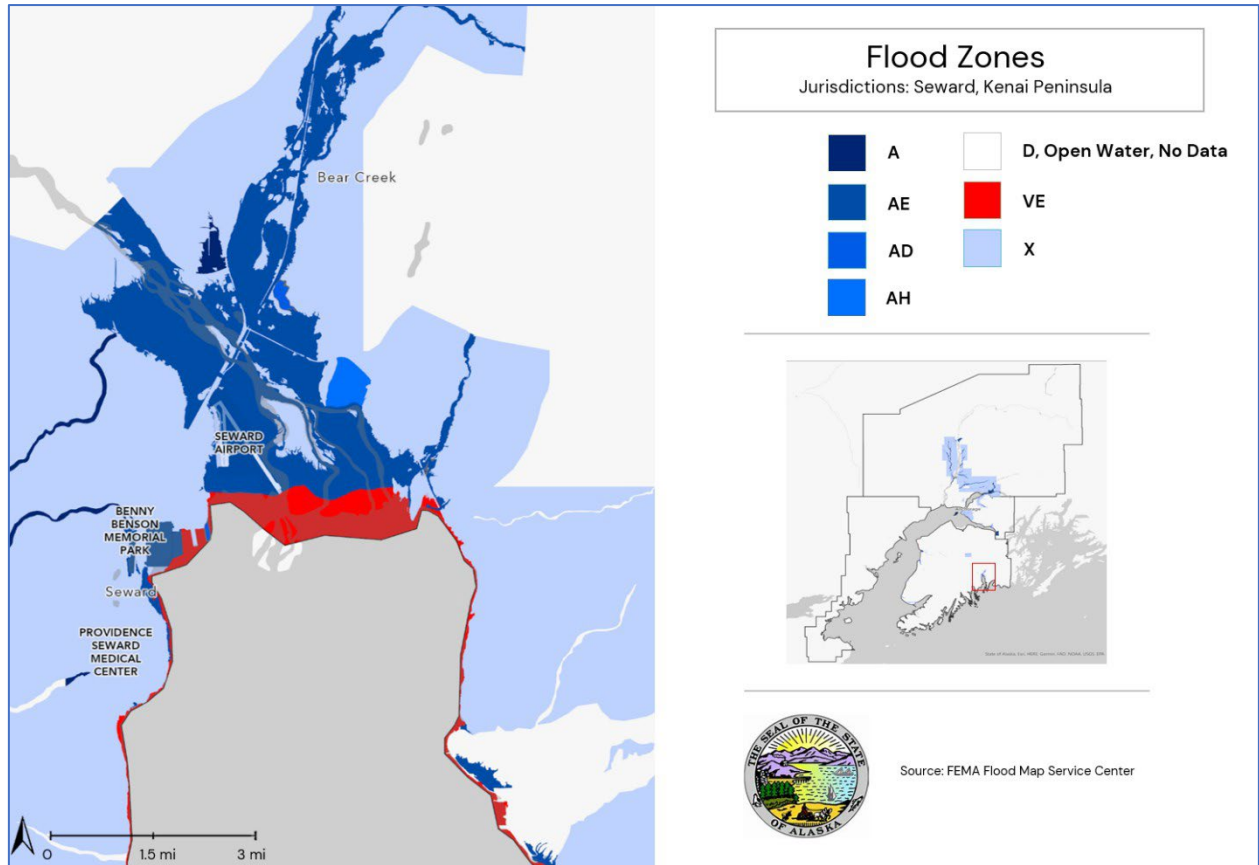 Bear Creek
SEWARD
AIRPORT
BENNY
BENSON
MEMORIAL
PARK
Seward
PROVIDENCE
SEWARD
MEDICAL
CENTER
0 1.5 mi 3 mi
Flood Zones
Jurisdictions: Seward, Kenai Peninsula
A
AE
AD
AH
D, Open Water, No Data
VE
X
THE SEAL OF THE STATE
OF ALASKA
Source: FEMA Flood Map Service Center